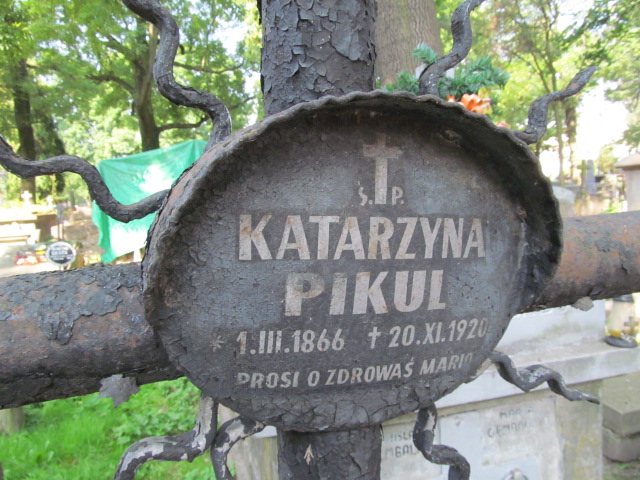 Ś.P.
KATARZYNA
PIKUL
* 1.III.1866 ✝ 20.XI.1920
PROSI O ZDROWAŚ MARIO